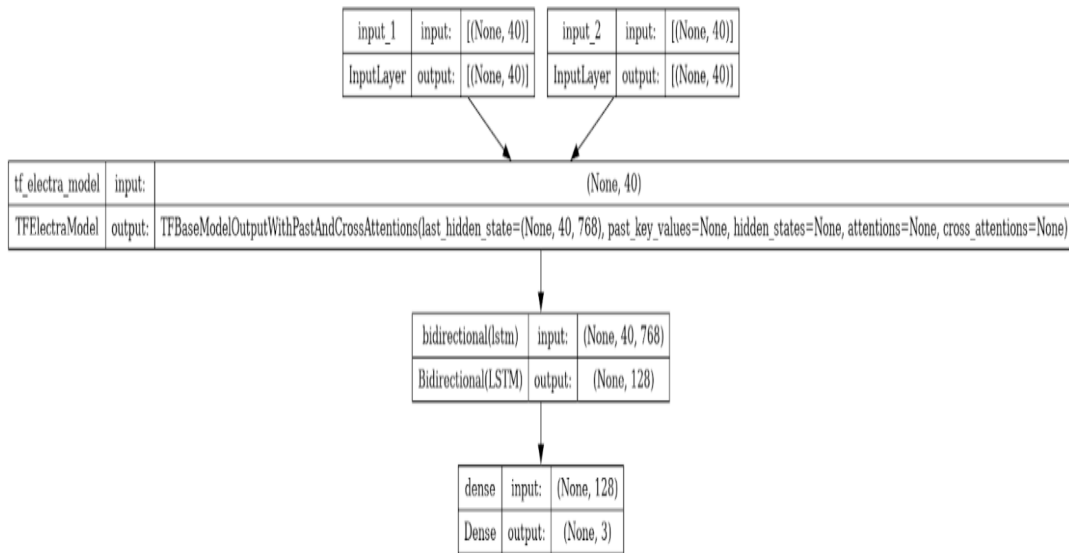 input_1 input: [(None, 40)] input_2 input: [(None, 40)]
InputLayer output: [(None, 40)] InputLayer output: [(None, 40)]
tf_electra_model input: (None, 40)
TFElectraModel output: TFBaseModelOutputWithPastAndCrossAttentions(last_hidden_state=(None, 40, 768), past_key_values=None, hidden_states=None, attentions=None, cross_attentions=None)
bidirectional(lstm) input: (None, 40, 768)
Bidirectional(LSTM) output: (None, 128)
dense input: (None, 128)
Dense output: (None, 3)